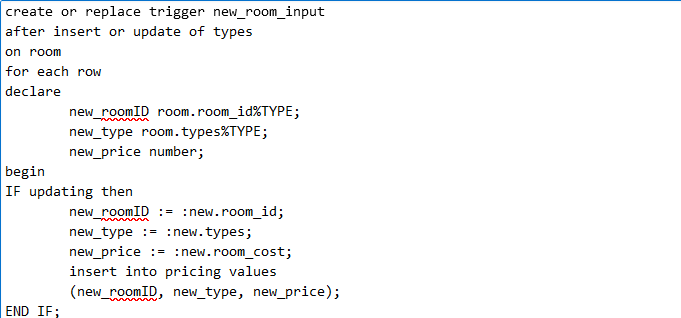 create or replace trigger new_room_input
after insert or update of types
on room
for each row
declare
new_roomID room.room_id%TYPE;
new_type room.types%TYPE;
new_price number;
begin
IF updating then
new_roomID := :new.room_id;
new_type := :new.types;
new_price := :new.room_cost;
insert into pricing values
(new_roomID, new_type, new_price);
END IF;